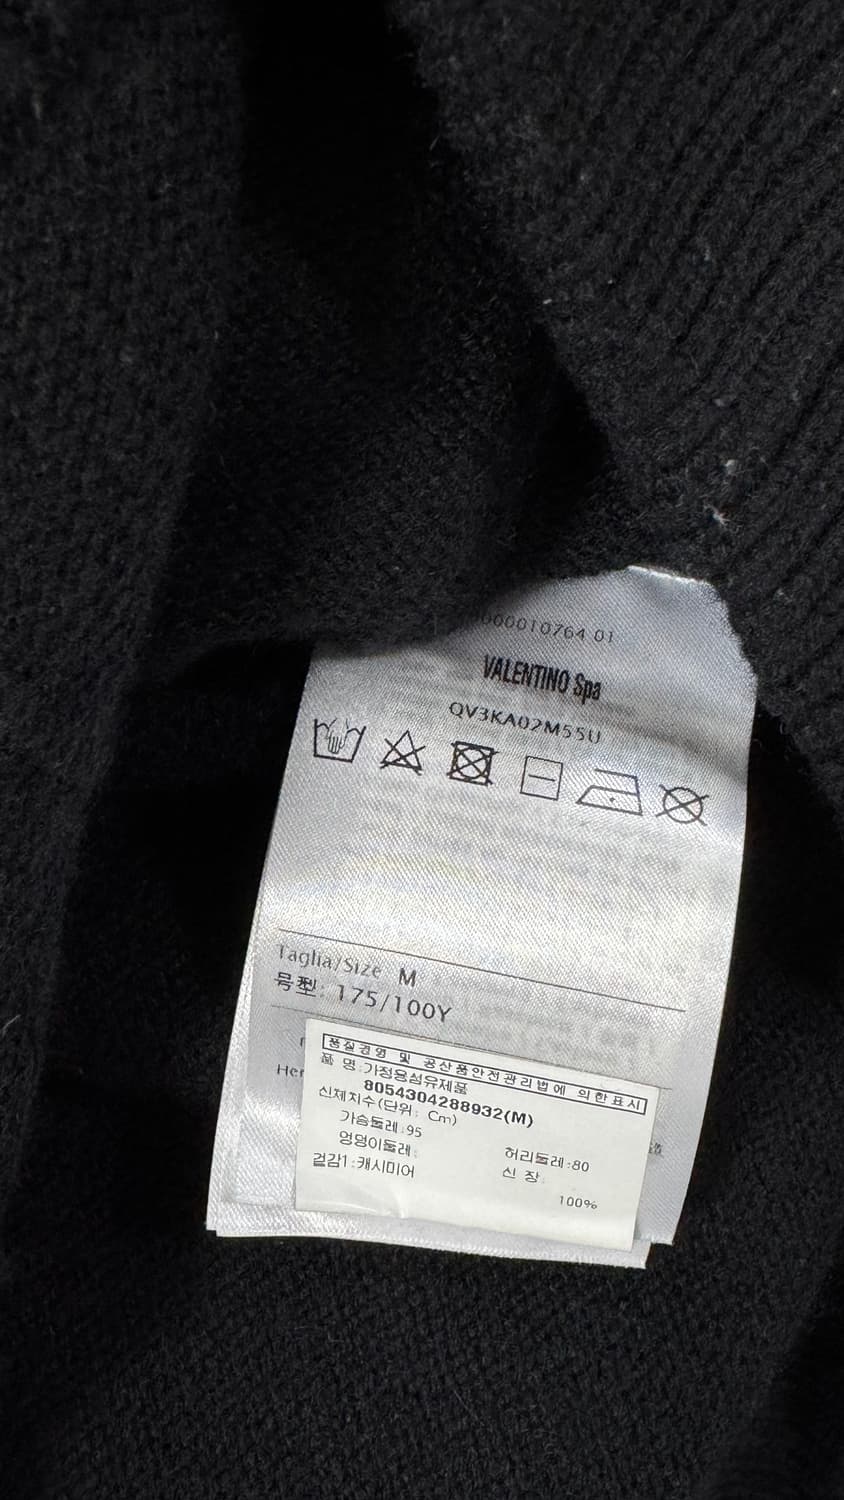 000010764 01
VALENTINO Spa
QV3KA02M55U
Taglia/Size M
号型: 175/100Y
품질경영 및 공산품안전관리법에 의한표시
품 명:가정용섬유제품
8054304288932(M)
신체치수(단위: Cm)
가슴둘레:95
엉덩이둘레: 허리둘레:80
겉감1:캐시미어 신 장:
100%